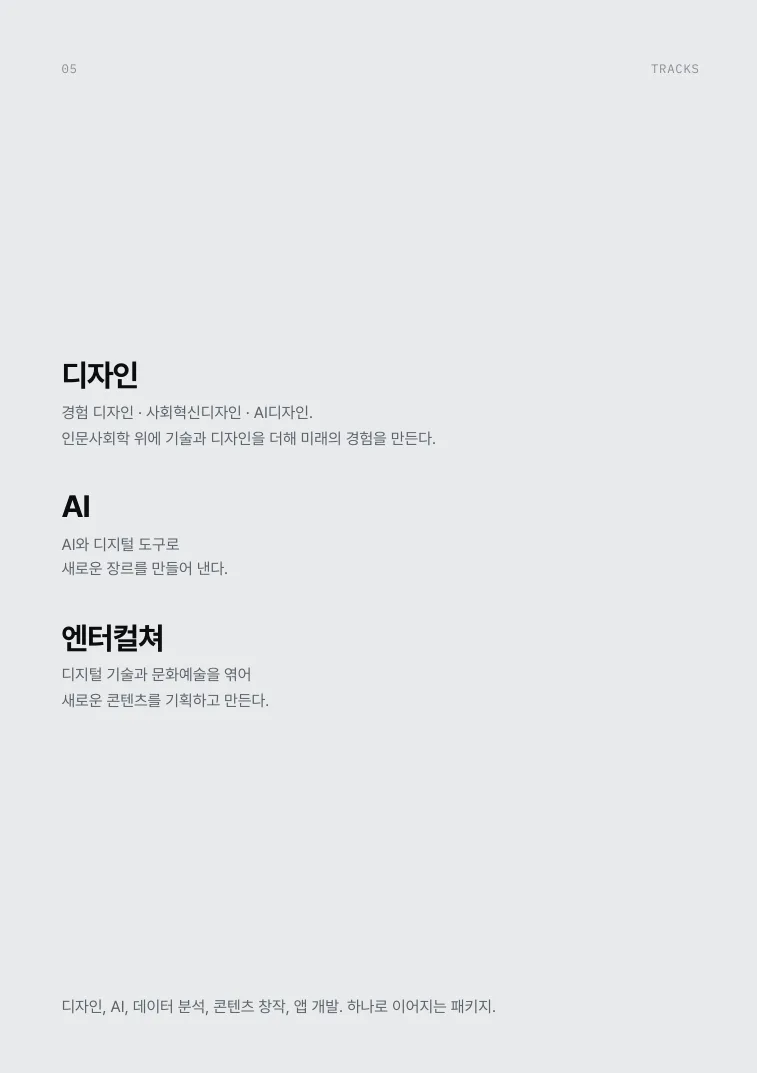 05
TRACKS
디자인
경험 디자인 · 사회혁신디자인 · AI디자인.
인문사회학 위에 기술과 디자인을 더해 미래의 경험을 만든다.
AI
AI와 디지털 도구로
새로운 장르를 만들어 낸다.
엔터컬쳐
디지털 기술과 문화예술을 엮어
새로운 콘텐츠를 기획하고 만든다.
디자인, AI, 데이터 분석, 콘텐츠 창작, 앱 개발. 하나로 이어지는 패키지.